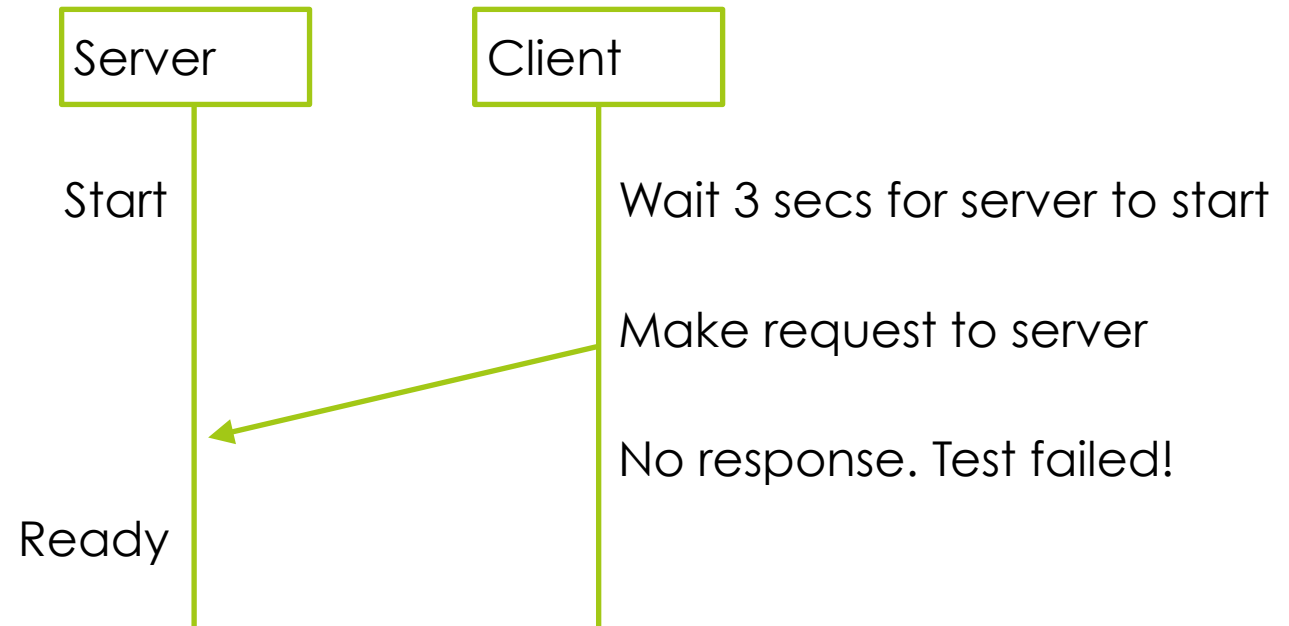 Server
Client
Start
Wait 3 secs for server to start
Make request to server
No response. Test failed!
Ready